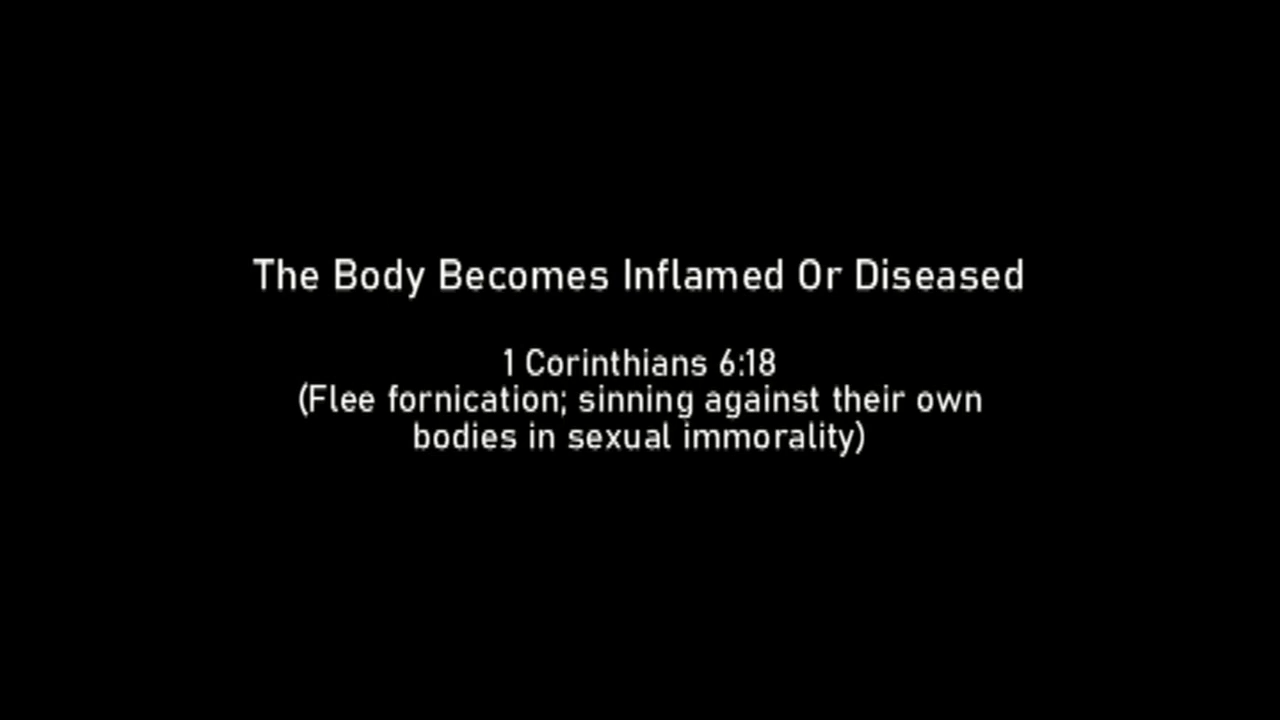 The Body Becomes Inflamed Or Diseased
1 Corinthians 6:18
(Flee fornication; sinning against their own
bodies in sexual immorality)